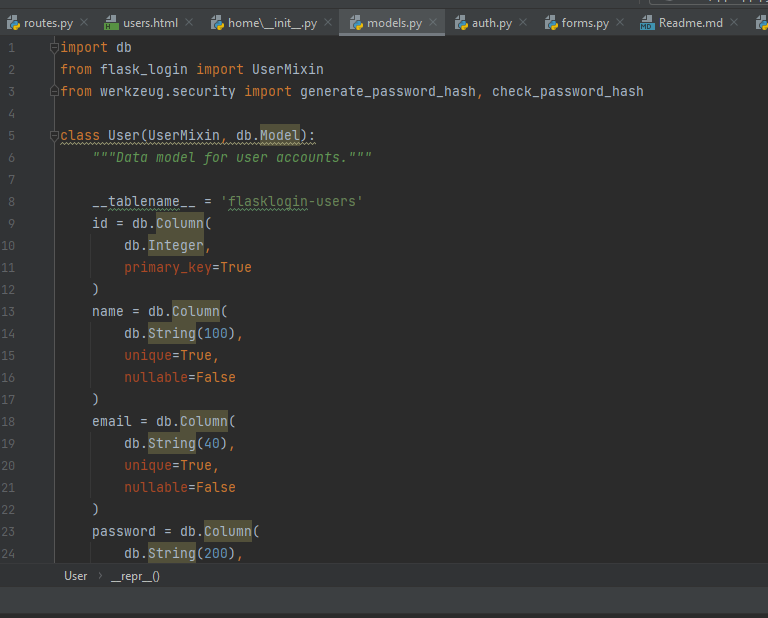 routes.py × users.html × home\__init__.py × models.py × auth.py × forms.py × Readme.md ×
1 import db
2 from flask_login import UserMixin
3 from werkzeug.security import generate_password_hash, check_password_hash
4
5 class User(UserMixin, db.Model):
6 """Data model for user accounts."""
7
8 __tablename__ = 'flasklogin-users'
9 id = db.Column(
10 db.Integer,
11 primary_key=True
12 )
13 name = db.Column(
14 db.String(100),
15 unique=True,
16 nullable=False
17 )
18 email = db.Column(
19 db.String(40),
20 unique=True,
21 nullable=False
22 )
23 password = db.Column(
24 db.String(200),
User › __repr__()